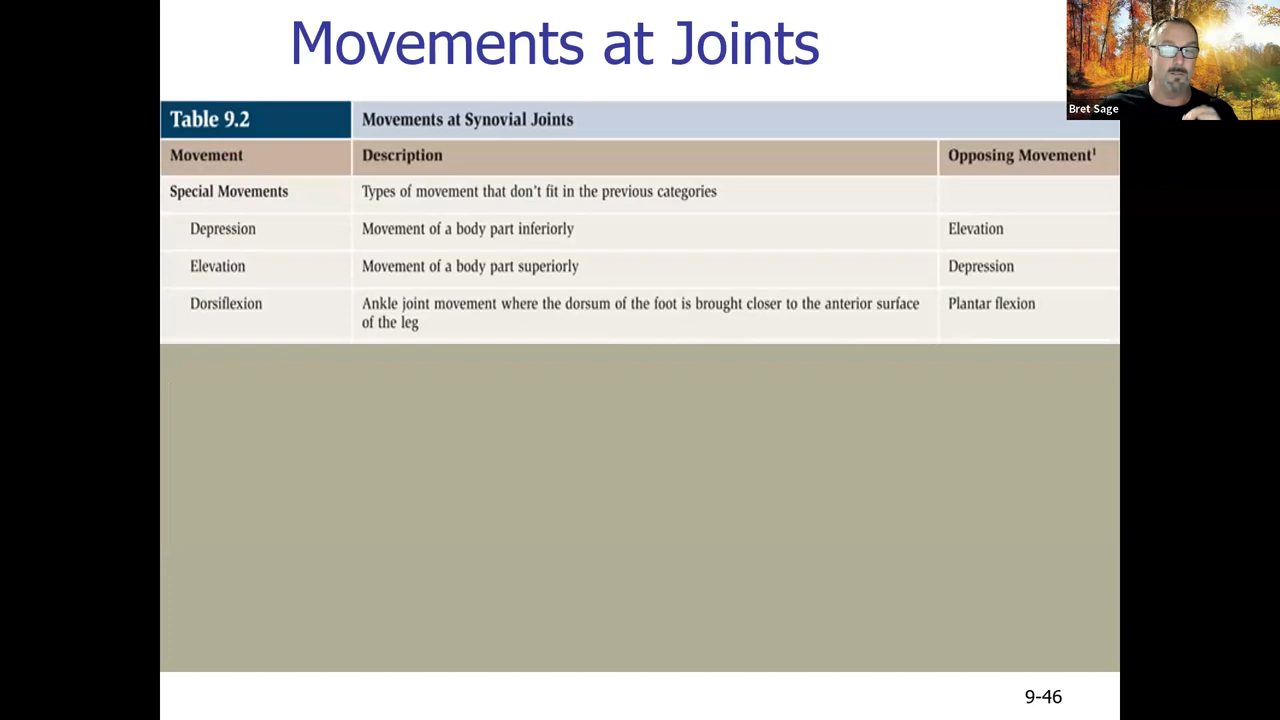 Movements at Joints
Bret Sage
Table 9.2 Movements at Synovial Joints
Movement Description Opposing Movement¹
Special Movements Types of movement that don't fit in the previous categories
Depression Movement of a body part inferiorly Elevation
Elevation Movement of a body part superiorly Depression
Dorsiflexion Ankle joint movement where the dorsum of the foot is brought closer to the anterior surface Plantar flexion
of the leg
9-46